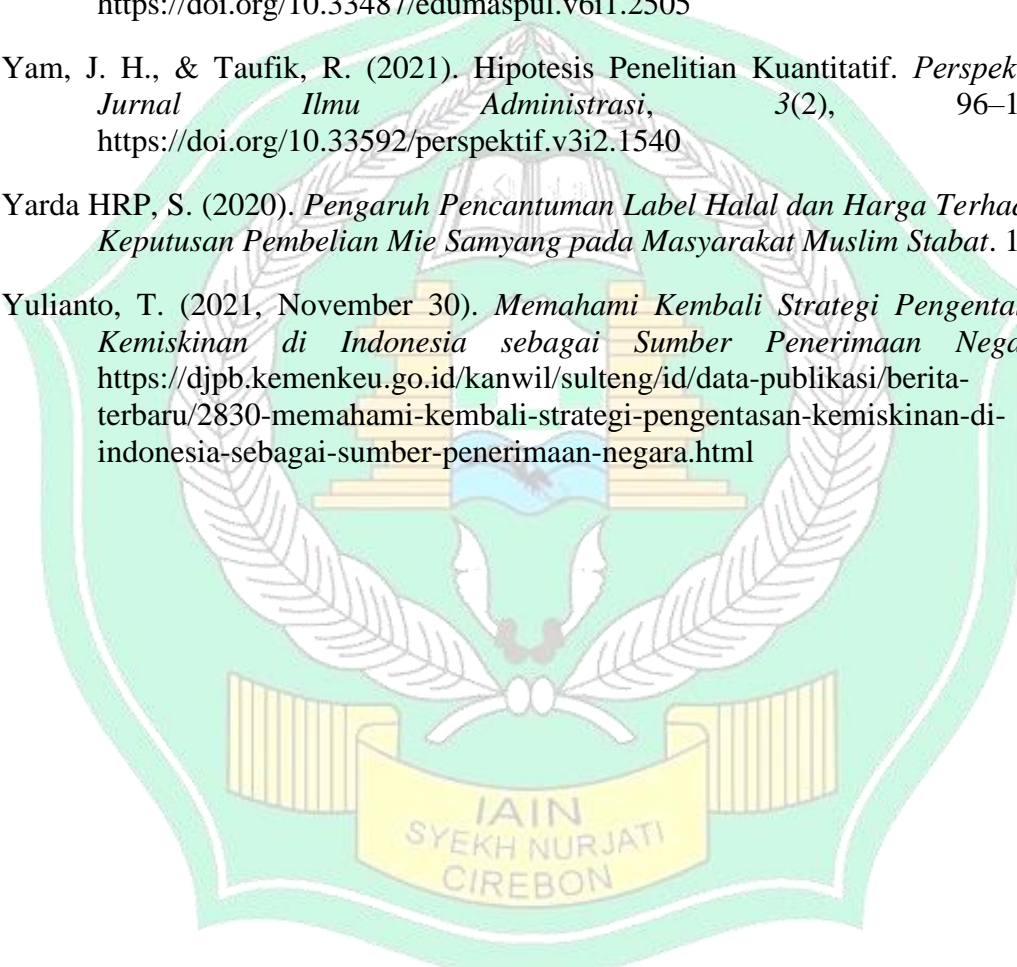 https://doi.org/10.33487/edumaspul.v6i1.2505
Yam, J. H., & Taufik, R. (2021). Hipotesis Penelitian Kuantitatif. Perspek
Jurnal Ilmu Administrasi, 3(2), 96–1
https://doi.org/10.33592/perspektif.v3i2.1540
Yarda HRP, S. (2020). Pengaruh Pencantuman Label Halal dan Harga Terhad
Keputusan Pembelian Mie Samyang pada Masyarakat Muslim Stabat. 1
Yulianto, T. (2021, November 30). Memahami Kembali Strategi Pengenta
Kemiskinan di Indonesia sebagai Sumber Penerimaan Nega
https://djpb.kemenkeu.go.id/kanwil/sulteng/id/data-publikasi/berita-
terbaru/2830-memahami-kembali-strategi-pengentasan-kemiskinan-di-
indonesia-sebagai-sumber-penerimaan-negara.html
IAIN
SYEKH NURJATI
CIREBON